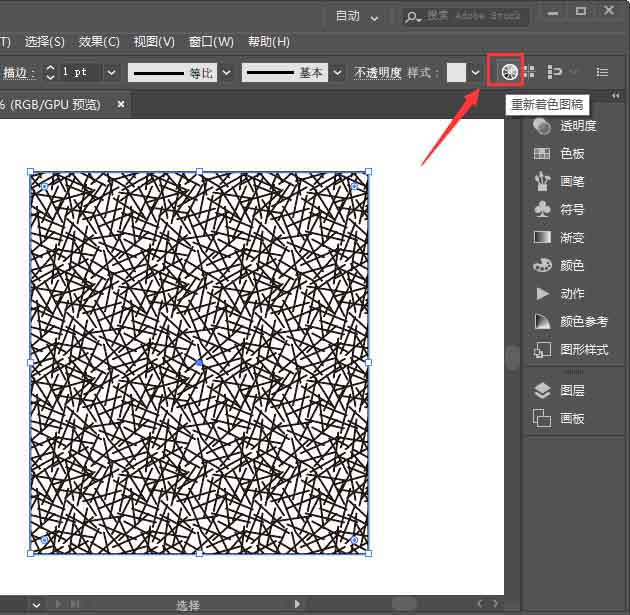 自动
搜索 Adobe Stock
T) 选择(S) 效果(C) 视图(V) 窗口(W) 帮助(H)
描边: 1 pt 等比 基本 不透明度 样式:
重新着色图稿
% (RGB/GPU 预览) ×
透明度
色板
画笔
符号
渐变
颜色
动作
颜色参考
图形样式
图层
画板
选择